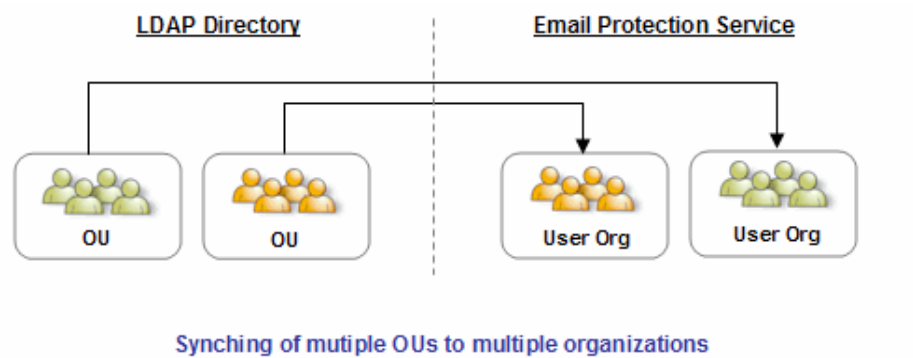 LDAP Directory
Email Protection Service
OU
OU
User Org
User Org
Synching of mutiple OUs to multiple organizations